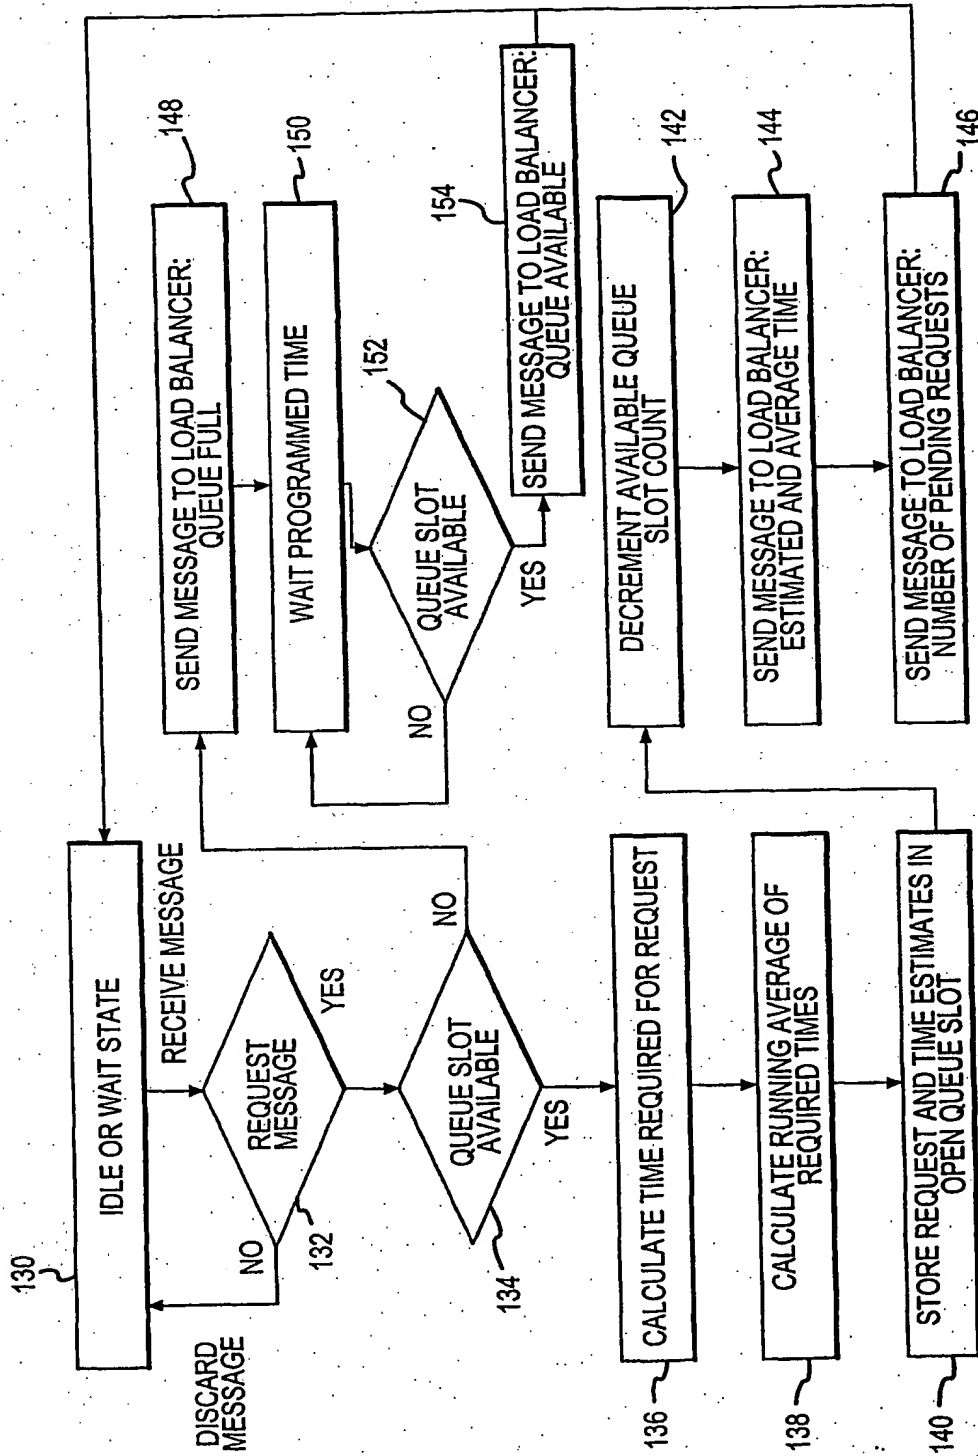 130
IDLE OR WAIT STATE
RECEIVE MESSAGE
DISCARD
MESSAGE
NO
REQUEST
MESSAGE
YES
132
QUEUE SLOT
AVAILABLE
NO
YES
134
136
CALCULATE TIME REQUIRED FOR REQUEST
138
CALCULATE RUNNING AVERAGE OF
REQUIRED TIMES
140
STORE REQUEST AND TIME ESTIMATES IN
OPEN QUEUE SLOT
148
SEND MESSAGE TO LOAD BALANCER:
QUEUE FULL
150
WAIT PROGRAMMED TIME
152
QUEUE SLOT
AVAILABLE
NO
YES
154
SEND MESSAGE TO LOAD BALANCER:
QUEUE AVAILABLE
142
DECREMENT AVAILABLE QUEUE
SLOT COUNT
144
SEND MESSAGE TO LOAD BALANCER:
ESTIMATED AND AVERAGE TIME
146
SEND MESSAGE TO LOAD BALANCER:
NUMBER OF PENDING REQUESTS